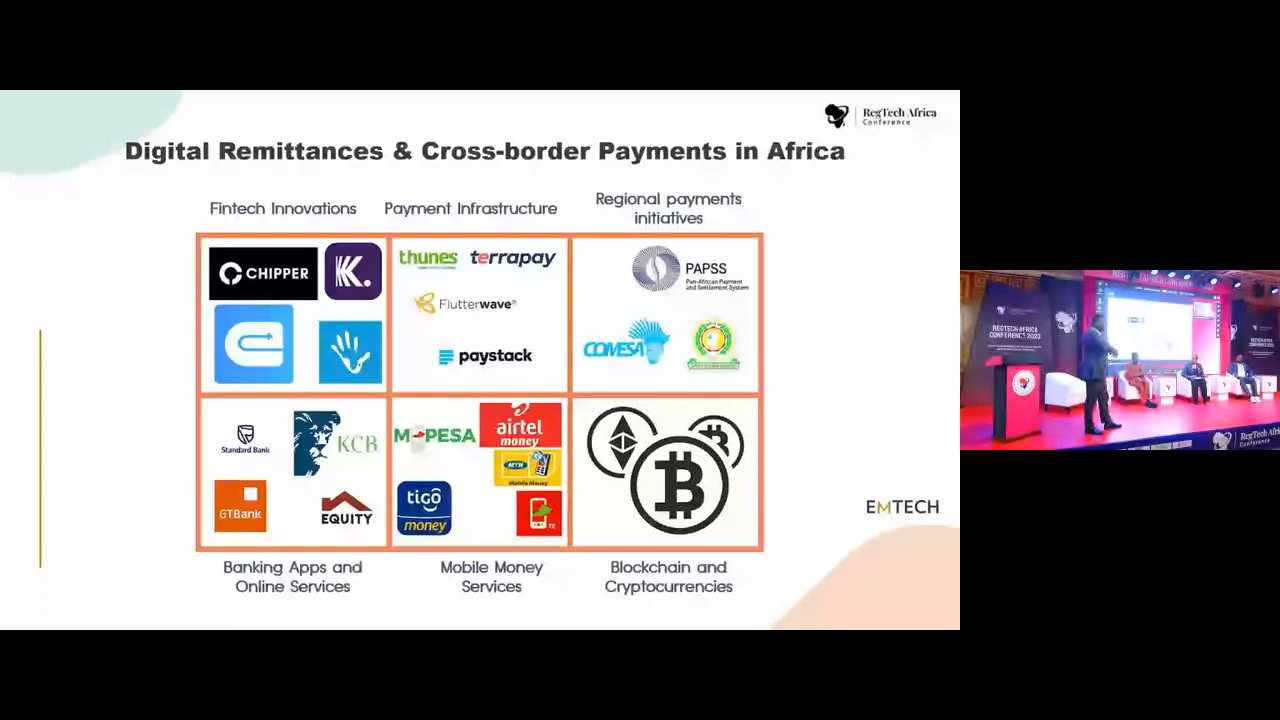 RegTech Africa
Conference
Digital Remittances & Cross-border Payments in Africa
Fintech Innovations
Payment Infrastructure
Regional payments
initiatives
CHIPPER
K.
thunes
terrapay
Flutterwave
paystack
PAPSS
Pan-African Payment
and Settlement System
COMESA
Standard Bank
KCB
GTBank
EQUITY
M-PESA
airtel
money
MTN
Mobile Money
tigo
money
Banking Apps and
Online Services
Mobile Money
Services
Blockchain and
Cryptocurrencies
EMTECH
REGTECH AFRICA
CONFERENCE 2023
RegTech Africa
Conference